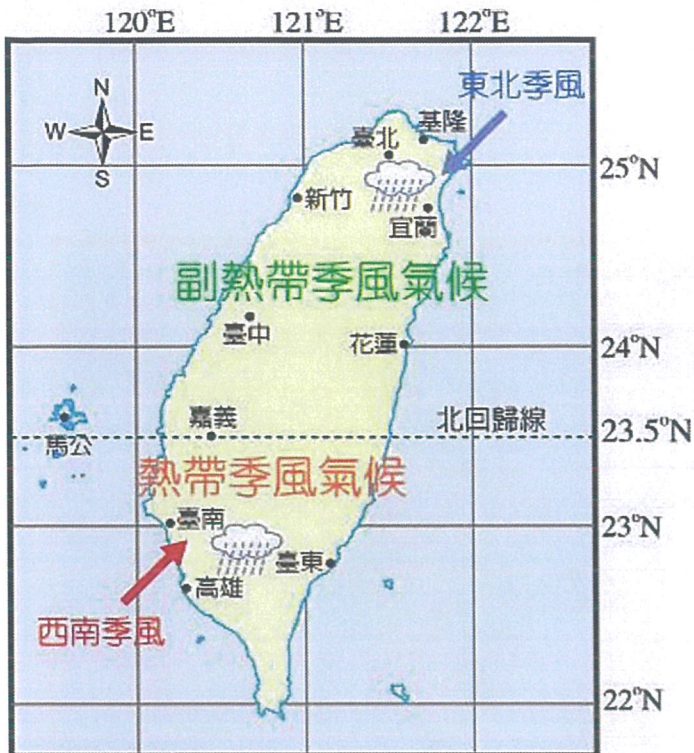 120°E 121°E 122°E
東北季風
N
W E
S
基隆
臺北
25°N
新竹
宜蘭
副熱帶季風氣候
臺中
花蓮
24°N
嘉義
北回歸線
23.5°N
馬公
熱帶季風氣候
臺南
23°N
臺東
高雄
西南季風
22°N